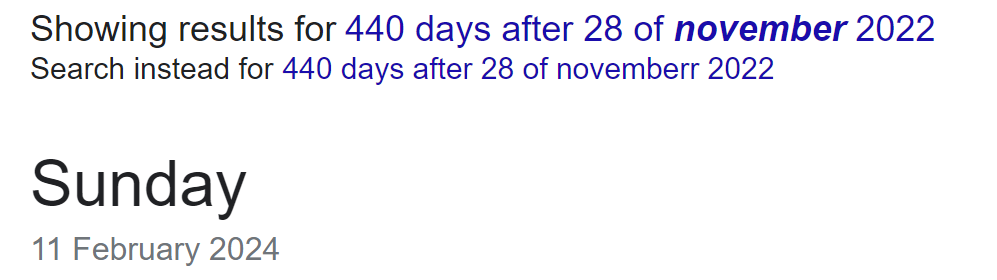 Showing results for 440 days after 28 of november 2022
Search instead for 440 days after 28 of novemberr 2022
Sunday
11 February 2024